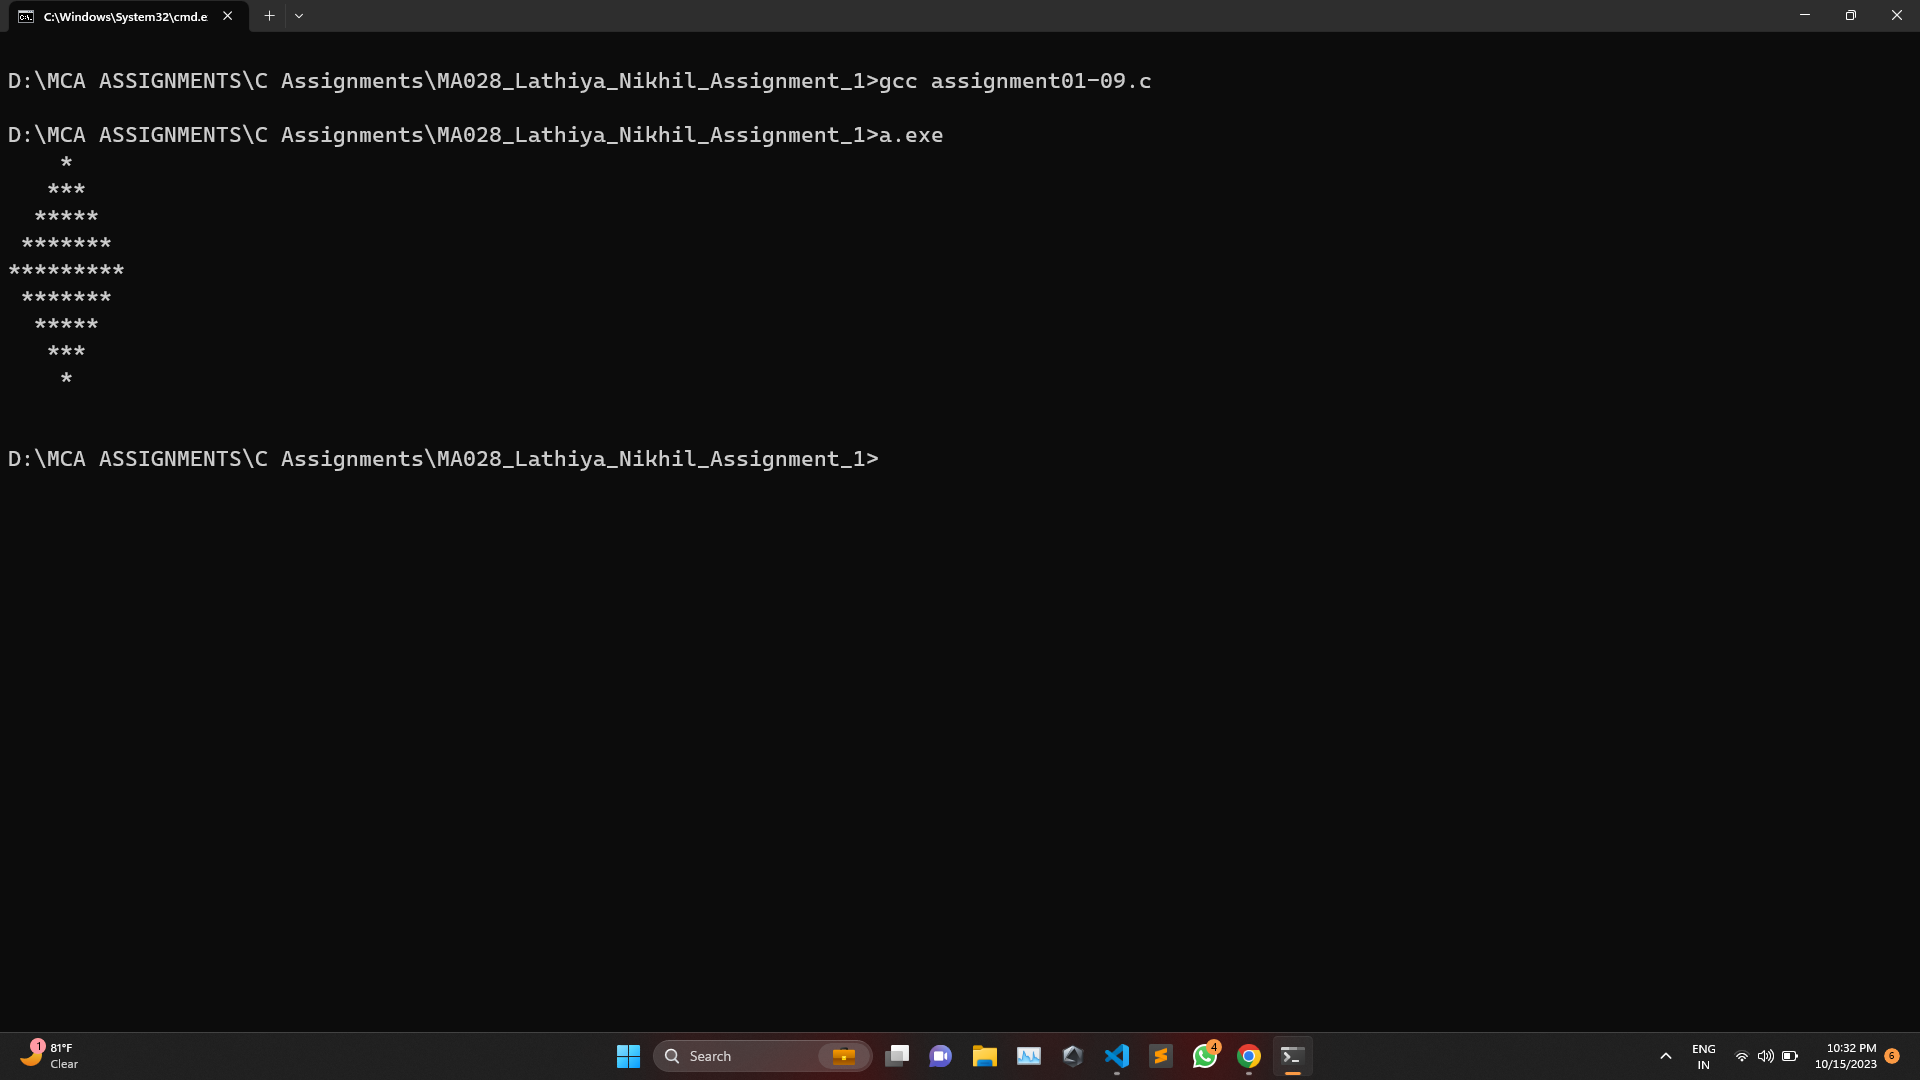 C:\Windows\System32\cmd.e
D:\MCA ASSIGNMENTS\C Assignments\MA028_Lathiya_Nikhil_Assignment_1>gcc assignment01-09.c
D:\MCA ASSIGNMENTS\C Assignments\MA028_Lathiya_Nikhil_Assignment_1>a.exe
    *
   ***
  *****
 *******
*********
 *******
  *****
   ***
    *
D:\MCA ASSIGNMENTS\C Assignments\MA028_Lathiya_Nikhil_Assignment_1>
1
81°F
Clear
Search
4
ENG
IN
10:32 PM
10/15/2023
6